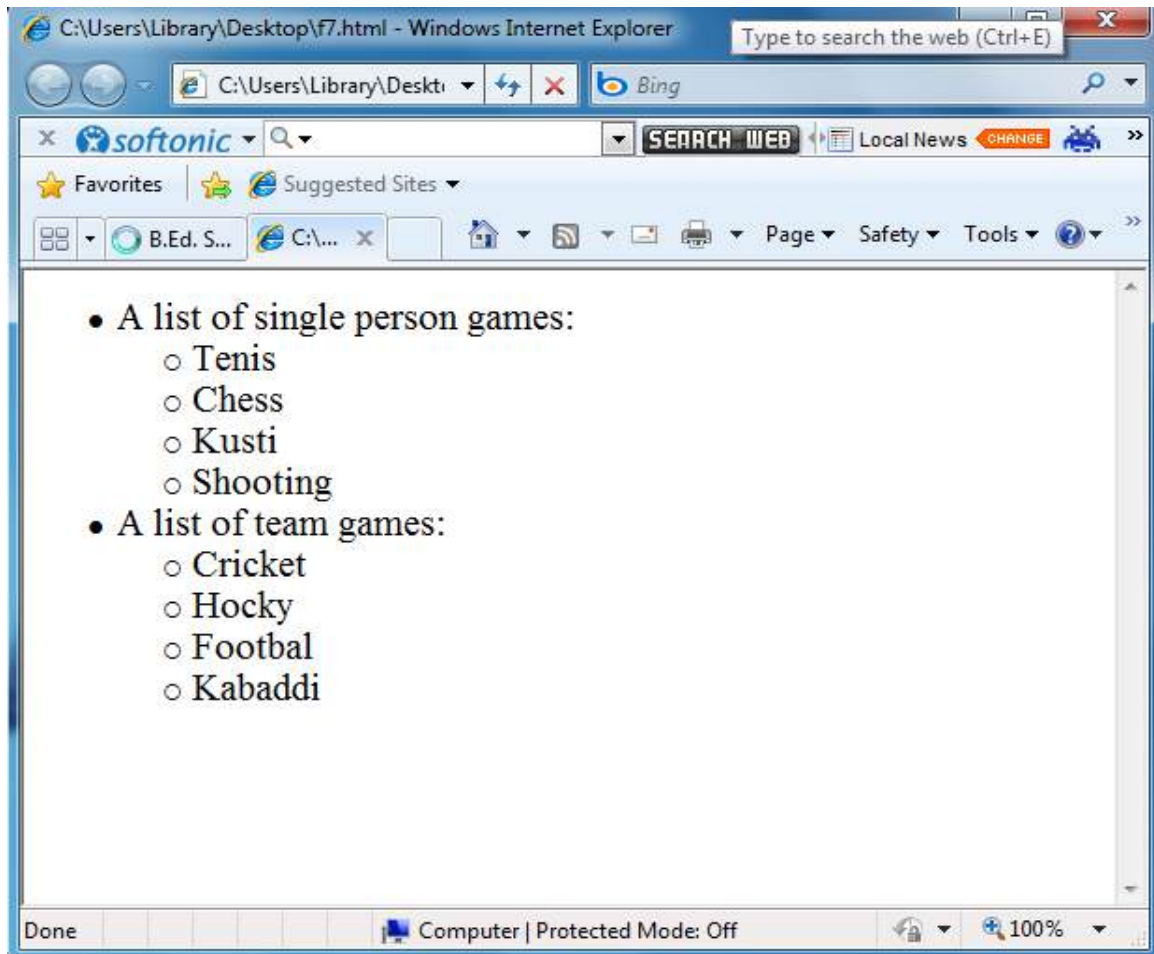 C:\Users\Library\Desktop\f7.html - Windows Internet Explorer
Type to search the web (Ctrl+E)
C:\Users\Library\Deskt
Bing
softonic
SEARCH WEB
Local News
CHANGE
Favorites
Suggested Sites
B.Ed. S...
C:\...
Page
Safety
Tools
• A list of single person games:
○ Tenis
○ Chess
○ Kusti
○ Shooting
• A list of team games:
○ Cricket
○ Hocky
○ Footbal
○ Kabaddi
Done
Computer | Protected Mode: Off
100%